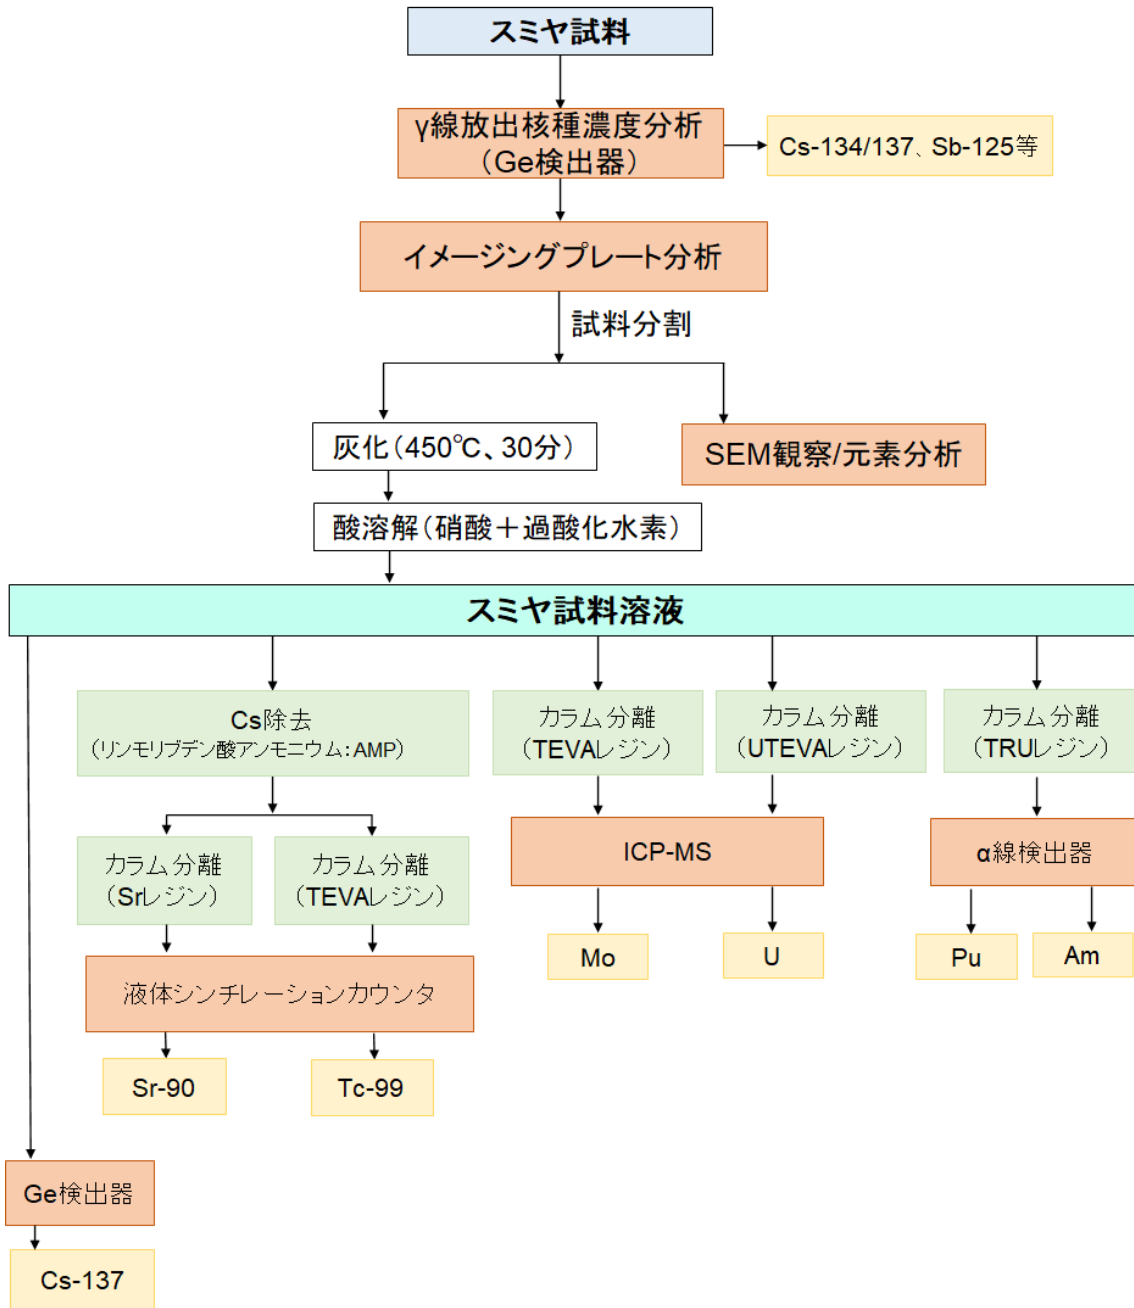 スミヤ試料
γ線放出核種濃度分析
（Ge検出器）
Cs-134/137、Sb-125等
イメージングプレート分析
試料分割
灰化（450℃、30分）
SEM観察/元素分析
酸溶解（硝酸＋過酸化水素）
スミヤ試料溶液
Cs除去
（リンモリブデン酸アンモニウム：AMP）
カラム分離
（TEVAレジン）
カラム分離
（UTEVAレジン）
カラム分離
（TRUレジン）
カラム分離
（Srレジン）
カラム分離
（TEVAレジン）
ICP-MS
α線検出器
液体シンチレーションカウンタ
Mo
U
Pu
Am
Sr-90
Tc-99
Ge検出器
Cs-137